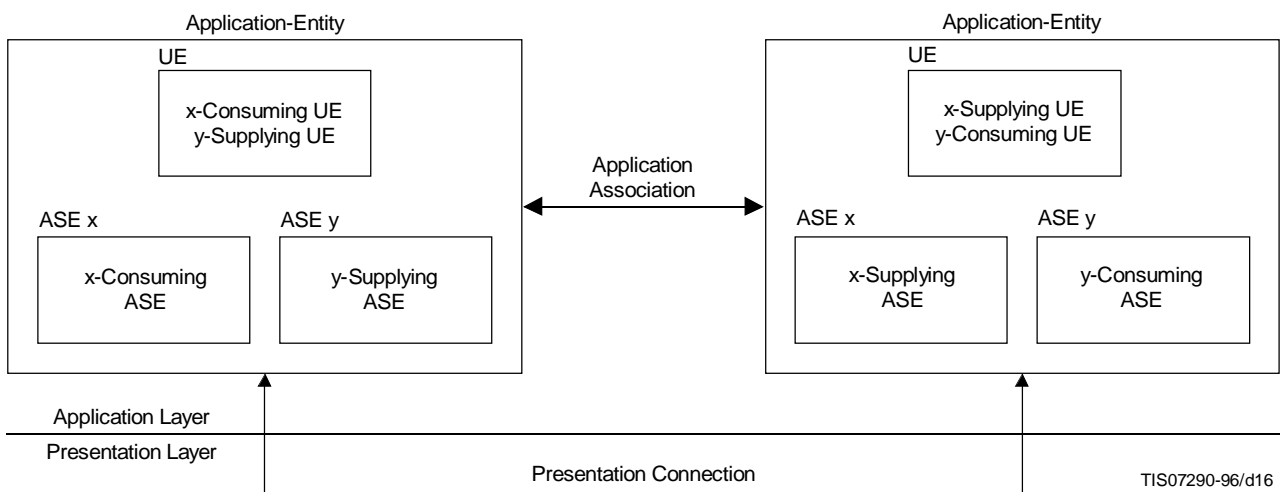 Application-Entity
UE
x-Consuming UE
y-Supplying UE
ASE x
ASE y
x-Consuming
ASE
y-Supplying
ASE
Application
Association
Application-Entity
UE
x-Supplying UE
y-Consuming UE
ASE x
ASE y
x-Supplying
ASE
y-Consuming
ASE
Application Layer
Presentation Layer
Presentation Connection
TIS07290-96/d16